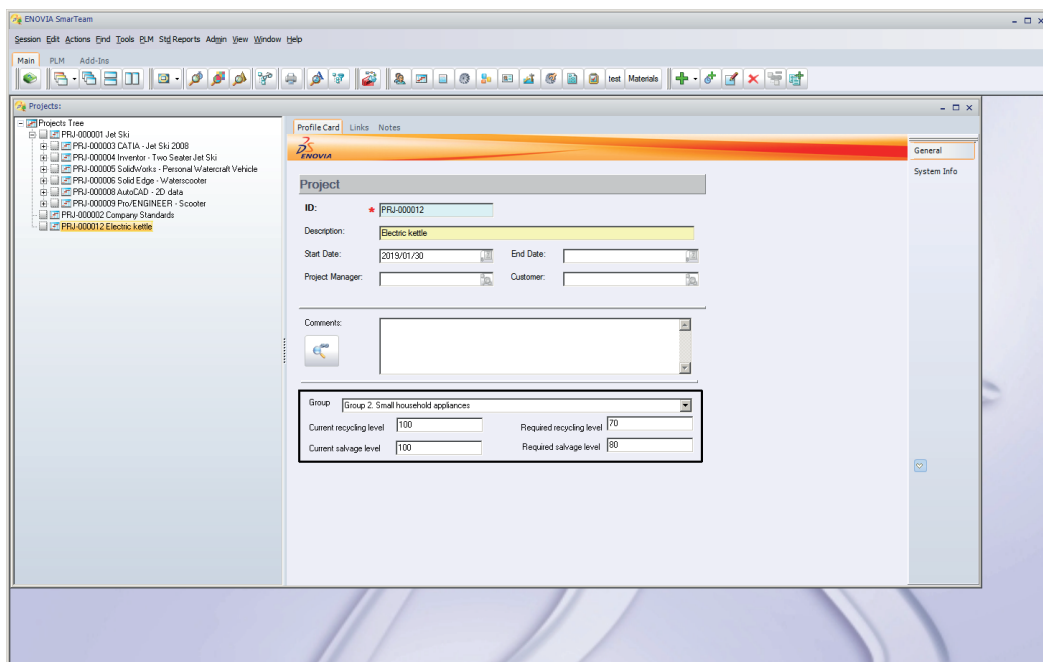 ENOVIA SmarTeam
Session Edit Actions Find Tools PLM Std Reports Admin View Window Help
Main PLM Add-Ins
test Materials
Projects:
Projects Tree
PRJ-000001 Jet Ski
PRJ-000003 CATIA - Jet Ski 2008
PRJ-000004 Inventor - Two Seater Jet Ski
PRJ-000005 SolidWorks - Personal Watercraft Vehicle
PRJ-000006 Solid Edge - Waterscooter
PRJ-000008 AutoCAD - 2D data
PRJ-000009 Pro/ENGINEER - Scooter
PRJ-000002 Company Standards
PRJ-000012 Electric kettle
Profile Card Links Notes
ENOVIA
Project
ID: * PRJ-000012
Description: Electric kettle
Start Date: 2019/01/30 End Date:
Project Manager: Customer:
Comments:
Group Group 2. Small household appliances
Current recycling level 100 Required recycling level 70
Current salvage level 100 Required salvage level 80
General
System Info